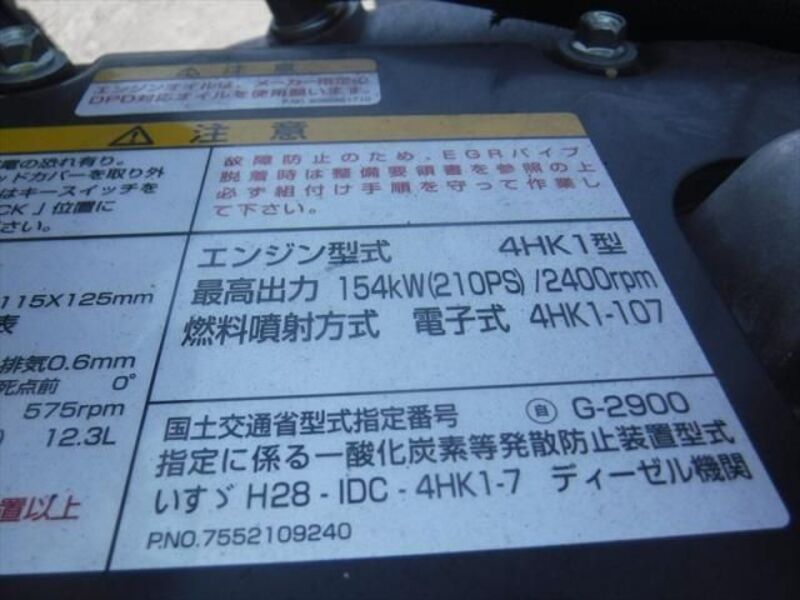 注意
エンジンオイルは、メーカー指定の
DPD対応オイルを使用願います。
注意
電の恐れ有り。
ッドカバーを取り外
はキースイッチを
CK」位置に
さい。
故障防止のため、EGRパイプ
脱着時は整備要領書を参照の上
必ず組付け手順を守って作業し
て下さい。
115X125mm
表
排気0.6mm
死点前 0°
575rpm
12.3L
置以上
エンジン型式 4HK1型
最高出力 154kW(210PS)/2400rpm
燃料噴射方式 電子式 4HK1-107
国土交通省型式指定番号 自 G-2900
指定に係る一酸化炭素等発散防止装置型式
いすゞ H28-IDC-4HK1-7 ディーゼル機関
P.NO.7552109240